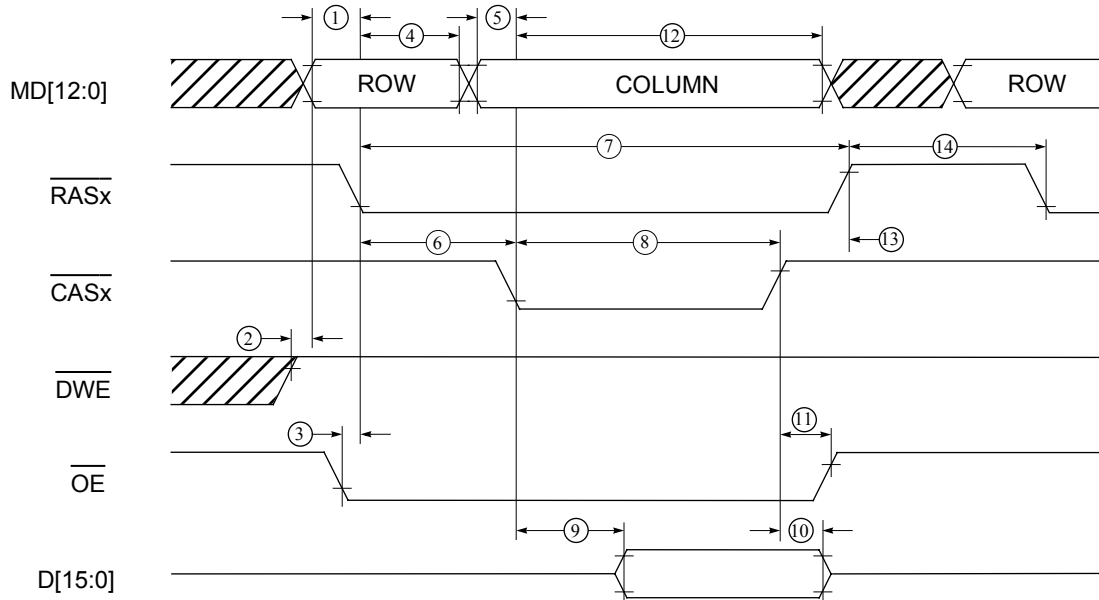 ① ⑤
④ ⑫
MD[12:0] ROW COLUMN ROW
⑦ ⑭
RASx
⑥ ⑧ ⑬
CASx
②
DWE
③ ⑪
OE
⑨ ⑩
D[15:0]